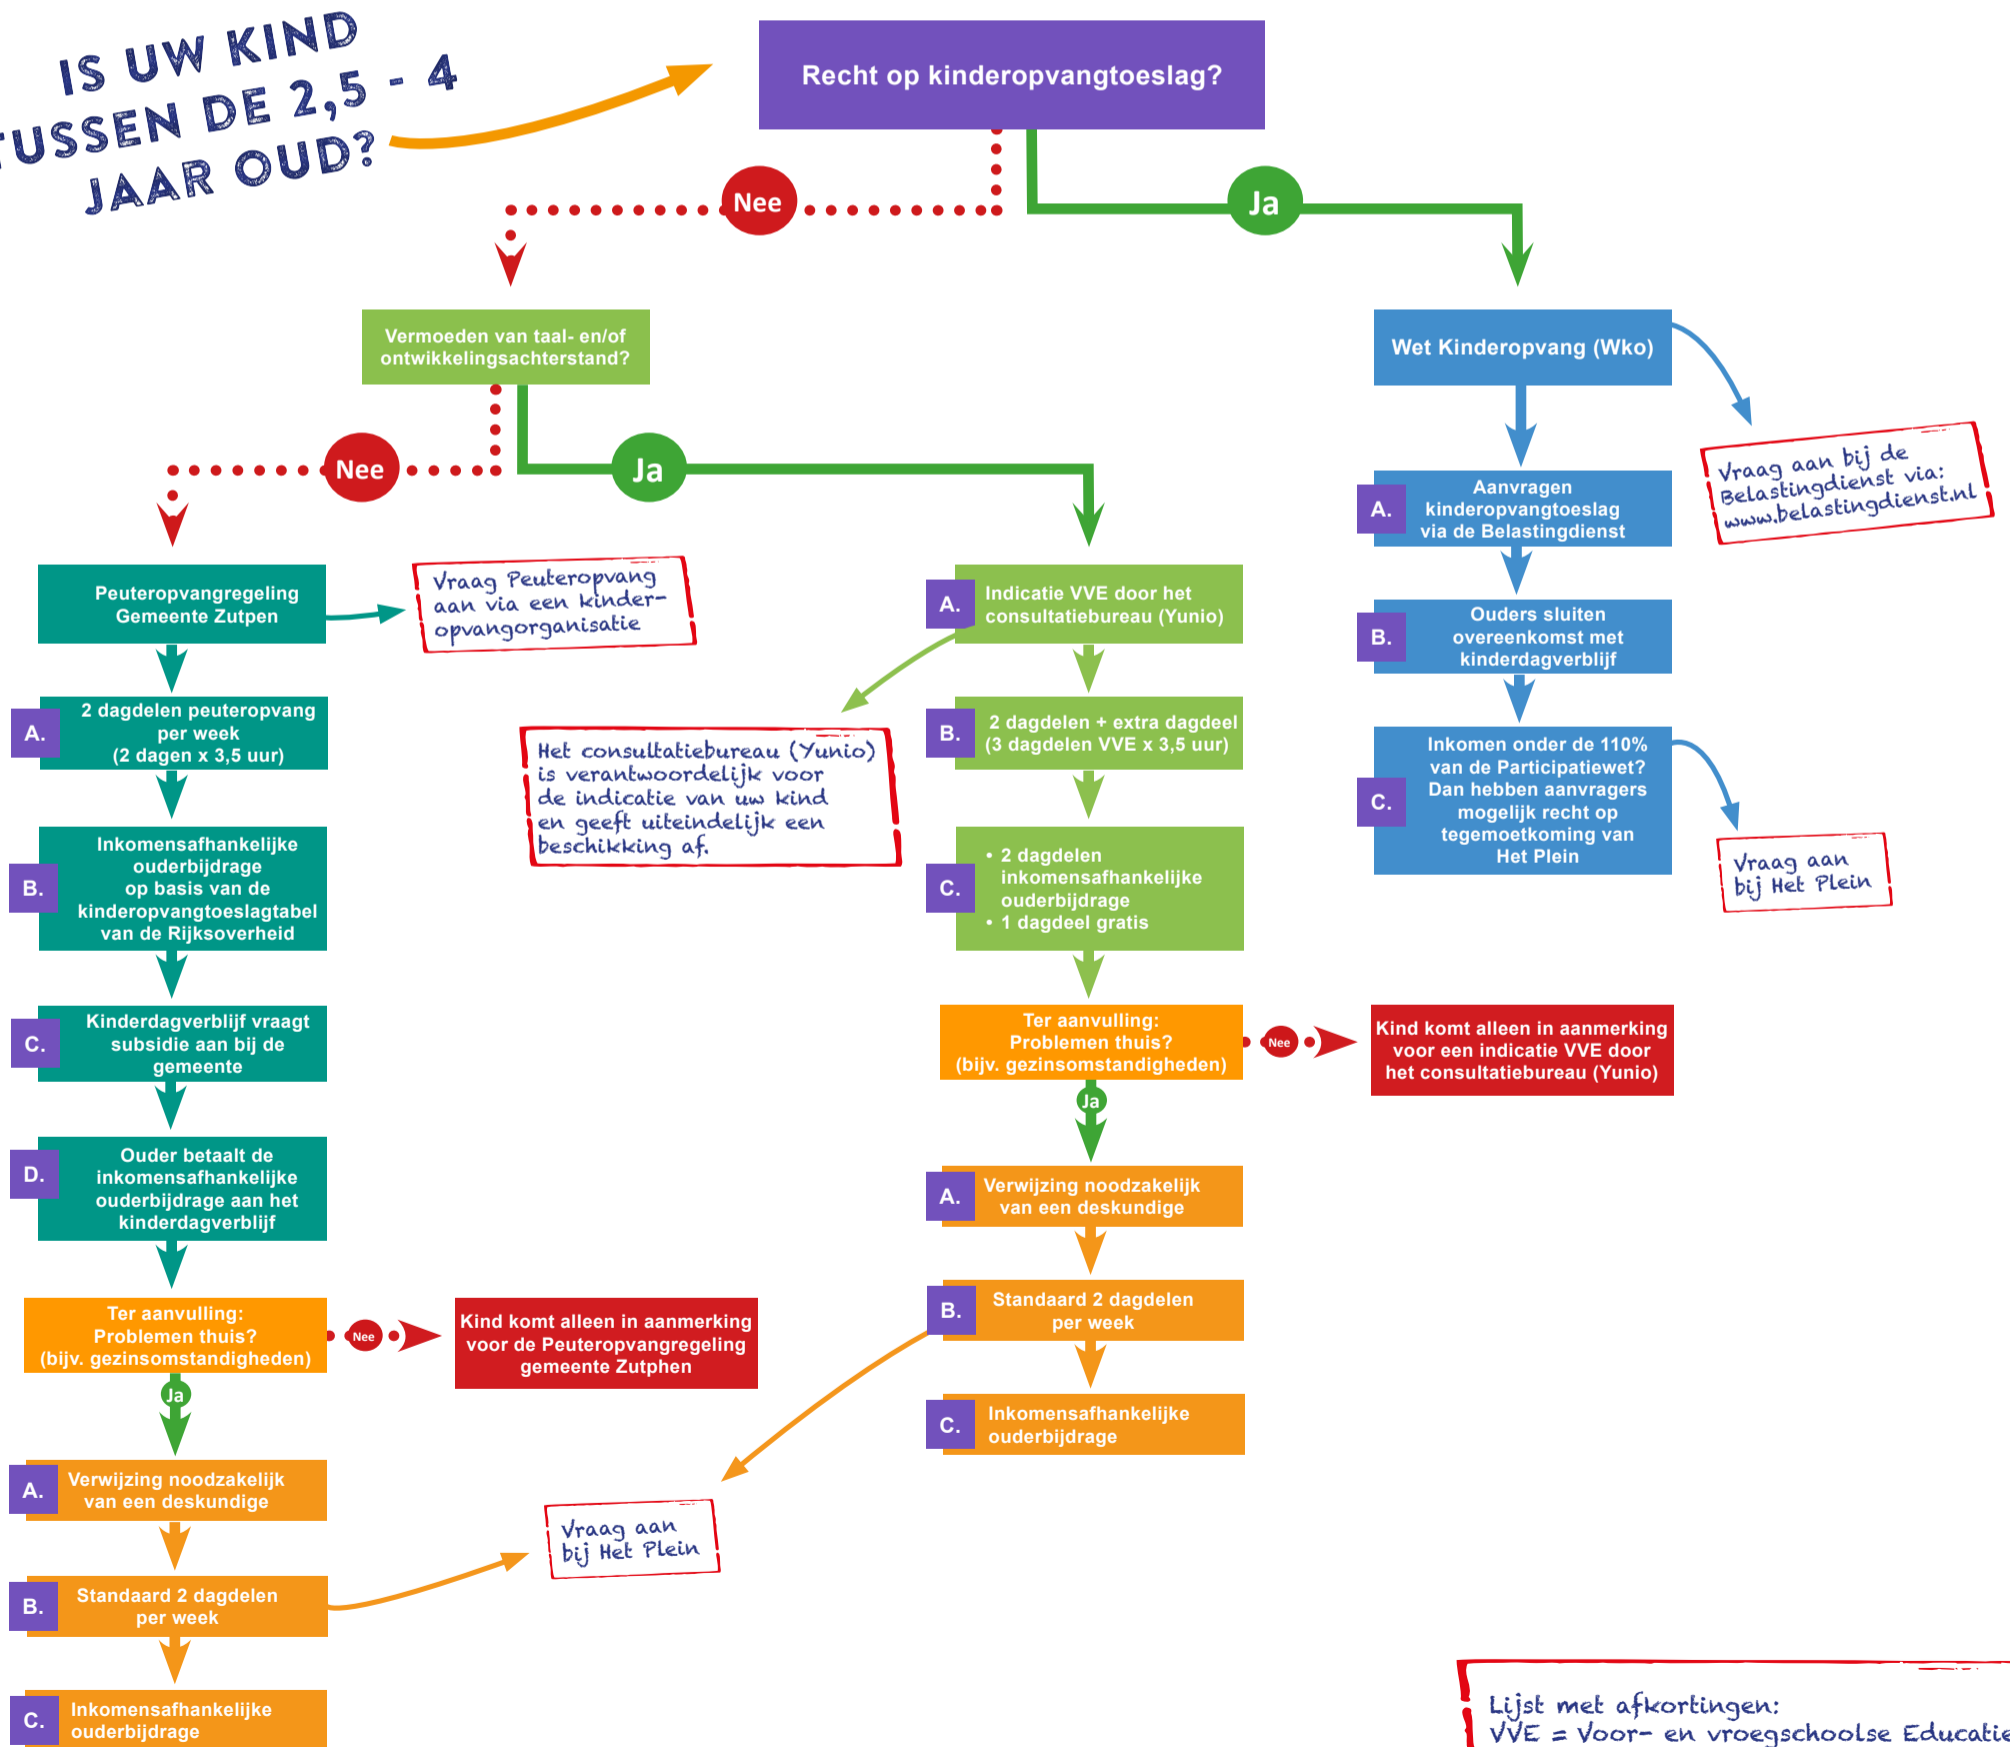 IS UW KIND
TUSSEN DE 2,5 - 4
JAAR OUD?
Recht op kinderopvangtoeslag?
Nee
Ja
Vermoeden van taal- en/of
ontwikkelingsachterstand?
Nee
Ja
Peuteropvangregeling
Gemeente Zutpen
Vraag Peuteropvang
aan via een kinder-
opvangorganisatie
A.
2 dagdelen peuteropvang
per week
(2 dagen x 3,5 uur)
B.
Inkomensafhankelijke
ouderbijdrage
op basis van de
kinderopvangtoeslagtabel
van de Rijksoverheid
C.
Kinderdagverblijf vraagt
subsidie aan bij de
gemeente
D.
Ouder betaalt de
inkomensafhankelijke
ouderbijdrage aan het
kinderdagverblijf
Ter aanvulling:
Problemen thuis?
(bijv. gezinsomstandigheden)
Nee
Kind komt alleen in aanmerking
voor de Peuteropvangregeling
gemeente Zutphen
Ja
A.
Verwijzing noodzakelijk
van een deskundige
B.
Standaard 2 dagdelen
per week
Vraag aan
bij Het Plein
C.
Inkomensafhankelijke
ouderbijdrage
A.
Indicatie VVE door het
consultatiebureau (Yunio)
Het consultatiebureau (Yunio)
is verantwoordelijk voor
de indicatie van uw kind
en geeft uiteindelijk een
beschikking af.
B.
2 dagdelen + extra dagdeel
(3 dagdelen VVE x 3,5 uur)
C.
• 2 dagdelen
inkomensafhankelijke
ouderbijdrage
• 1 dagdeel gratis
Ter aanvulling:
Problemen thuis?
(bijv. gezinsomstandigheden)
Nee
Kind komt alleen in aanmerking
voor een indicatie VVE door
het consultatiebureau (Yunio)
Ja
A.
Verwijzing noodzakelijk
van een deskundige
B.
Standaard 2 dagdelen
per week
C.
Inkomensafhankelijke
ouderbijdrage
Wet Kinderopvang (Wko)
Vraag aan bij de
Belastingdienst via:
www.belastingdienst.nl
A.
Aanvragen
kinderopvangtoeslag
via de Belastingdienst
B.
Ouders sluiten
overeenkomst met
kinderdagverblijf
C.
Inkomen onder de 110%
van de Participatiewet?
Dan hebben aanvragers
mogelijk recht op
tegemoetkoming van
Het Plein
Vraag aan
bij Het Plein
Lijst met afkortingen:
VVE = Voor- en vroegschoolse Educatie